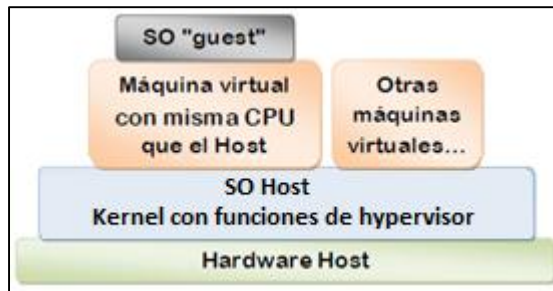 SO "guest"
Máquina virtual
con misma CPU
que el Host
Otras
máquinas
virtuales...
SO Host
Kernel con funciones de hypervisor
Hardware Host